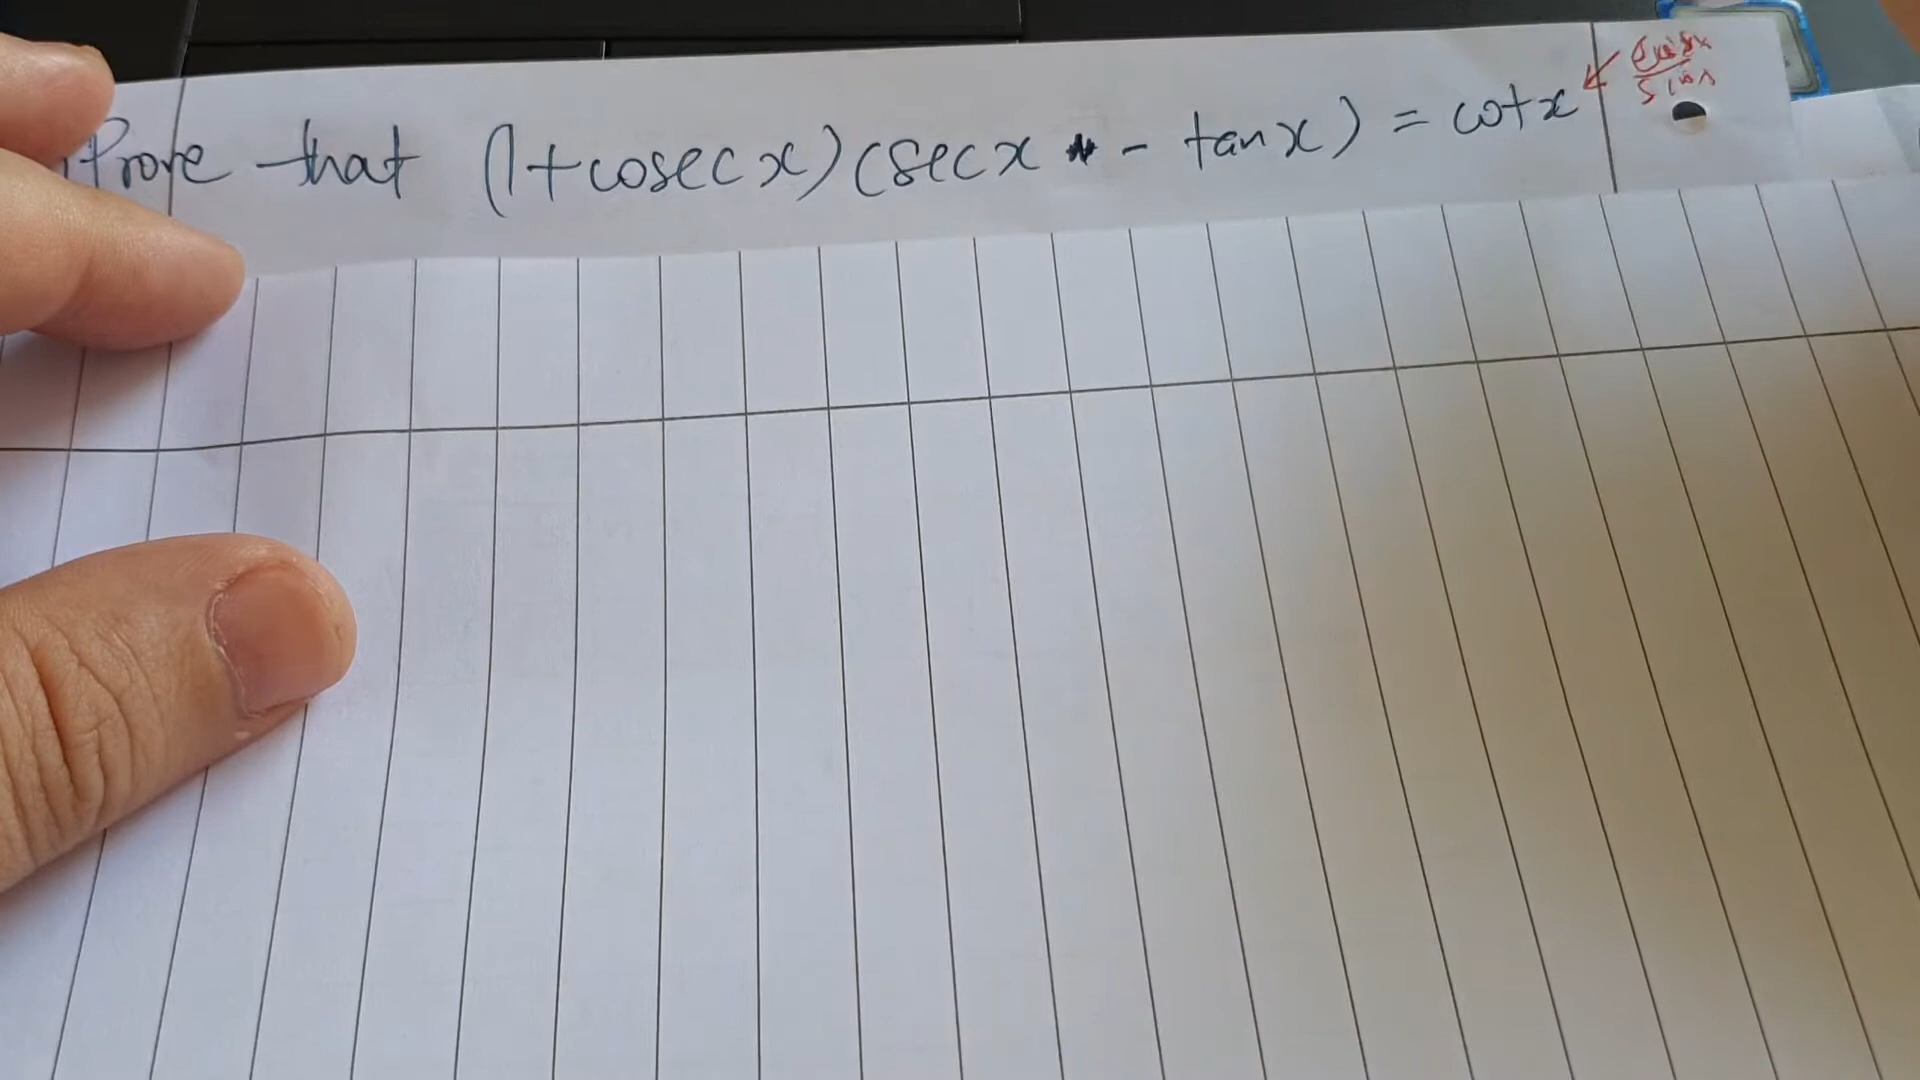 Prove that (1+cosec x)(sec x - tan x) = cot x